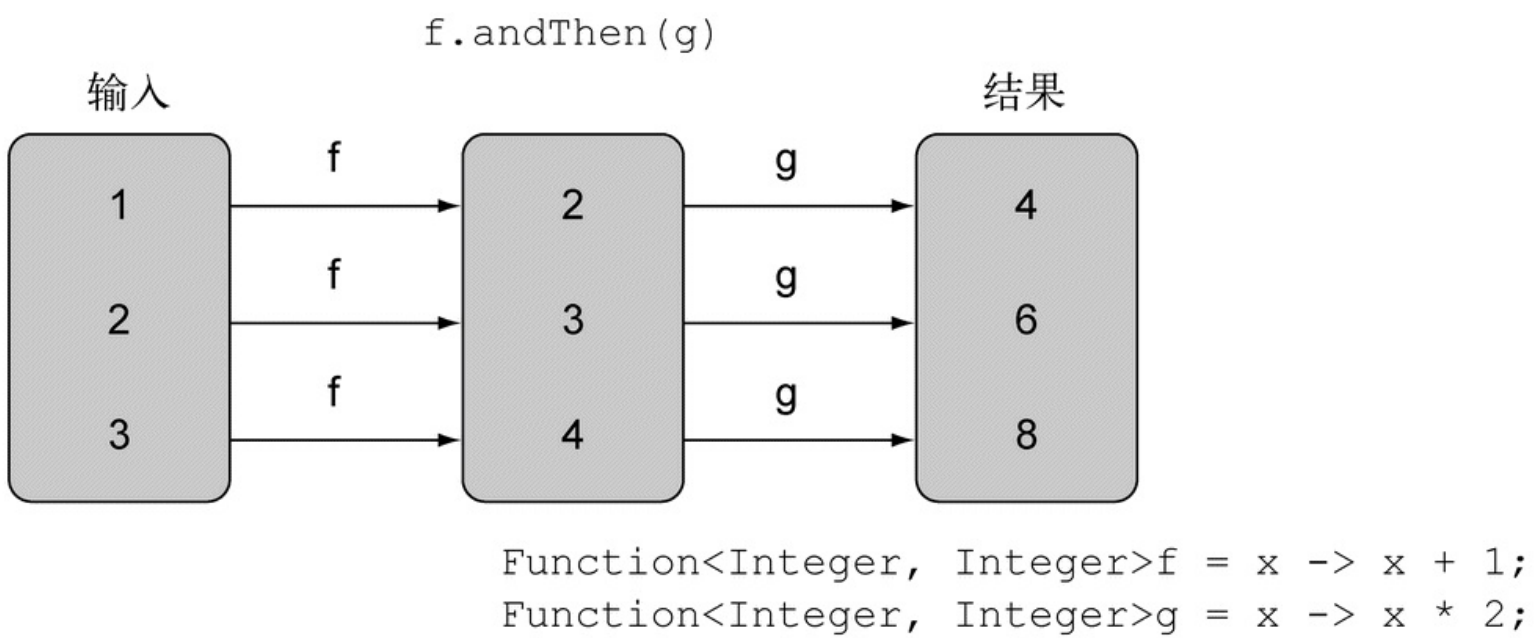 f.andThen(g)
输入
结果
f
g
1
2
4
f
g
2
3
6
f
g
3
4
8
Function<Integer, Integer>f = x -> x + 1;
Function<Integer, Integer>g = x -> x * 2;